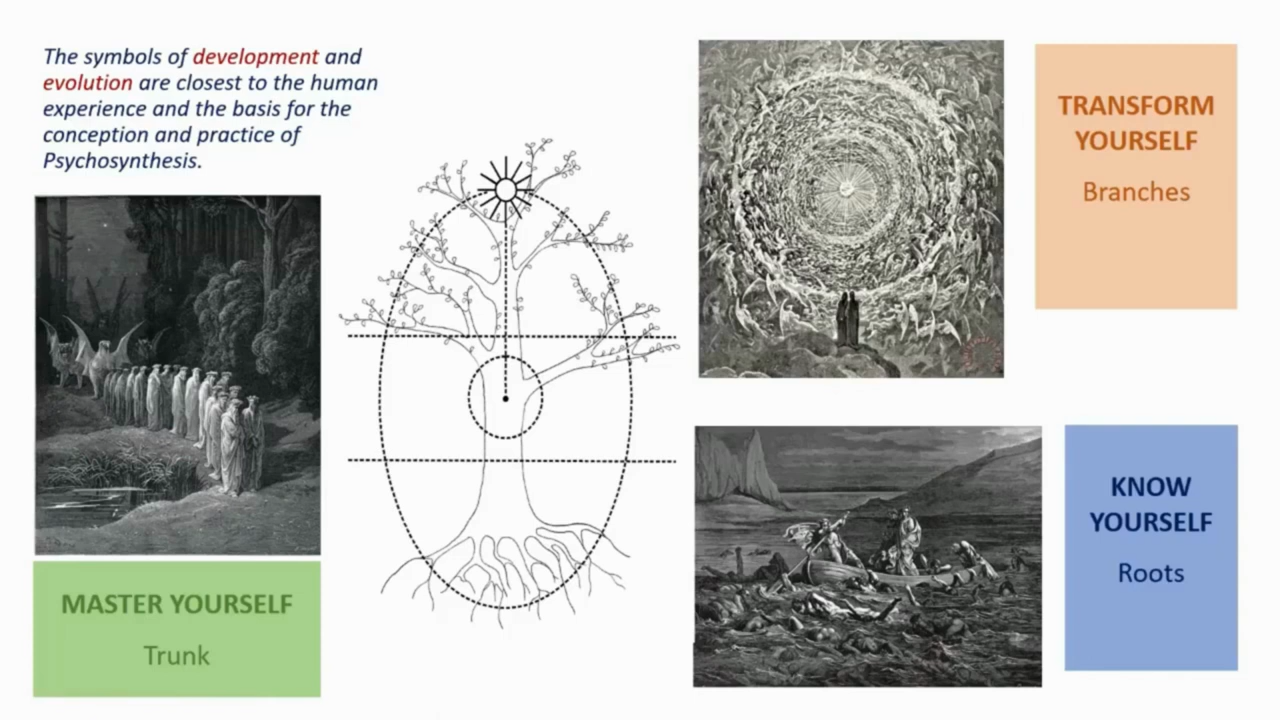 The symbols of development and
evolution are closest to the human
experience and the basis for the
conception and practice of
Psychosynthesis.
TRANSFORM
YOURSELF
Branches
MASTER YOURSELF
Trunk
KNOW
YOURSELF
Roots